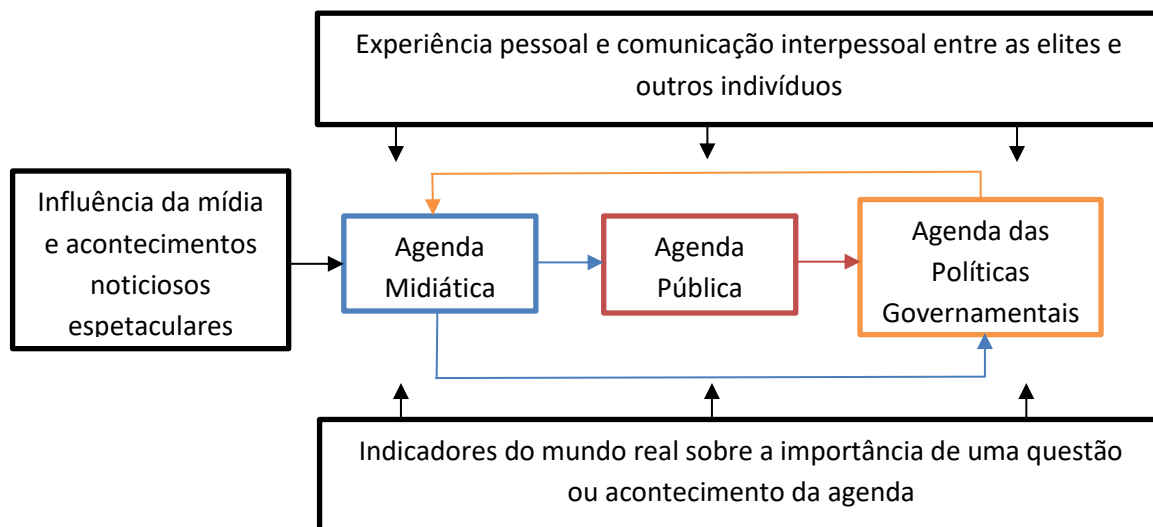 Experiência pessoal e comunicação interpessoal entre as elites e
outros indivíduos
Influência da mídia
e acontecimentos
noticiosos
espetaculares
Agenda
Midiática
Agenda
Pública
Agenda das
Políticas
Governamentais
Indicadores do mundo real sobre a importância de uma questão
ou acontecimento da agenda